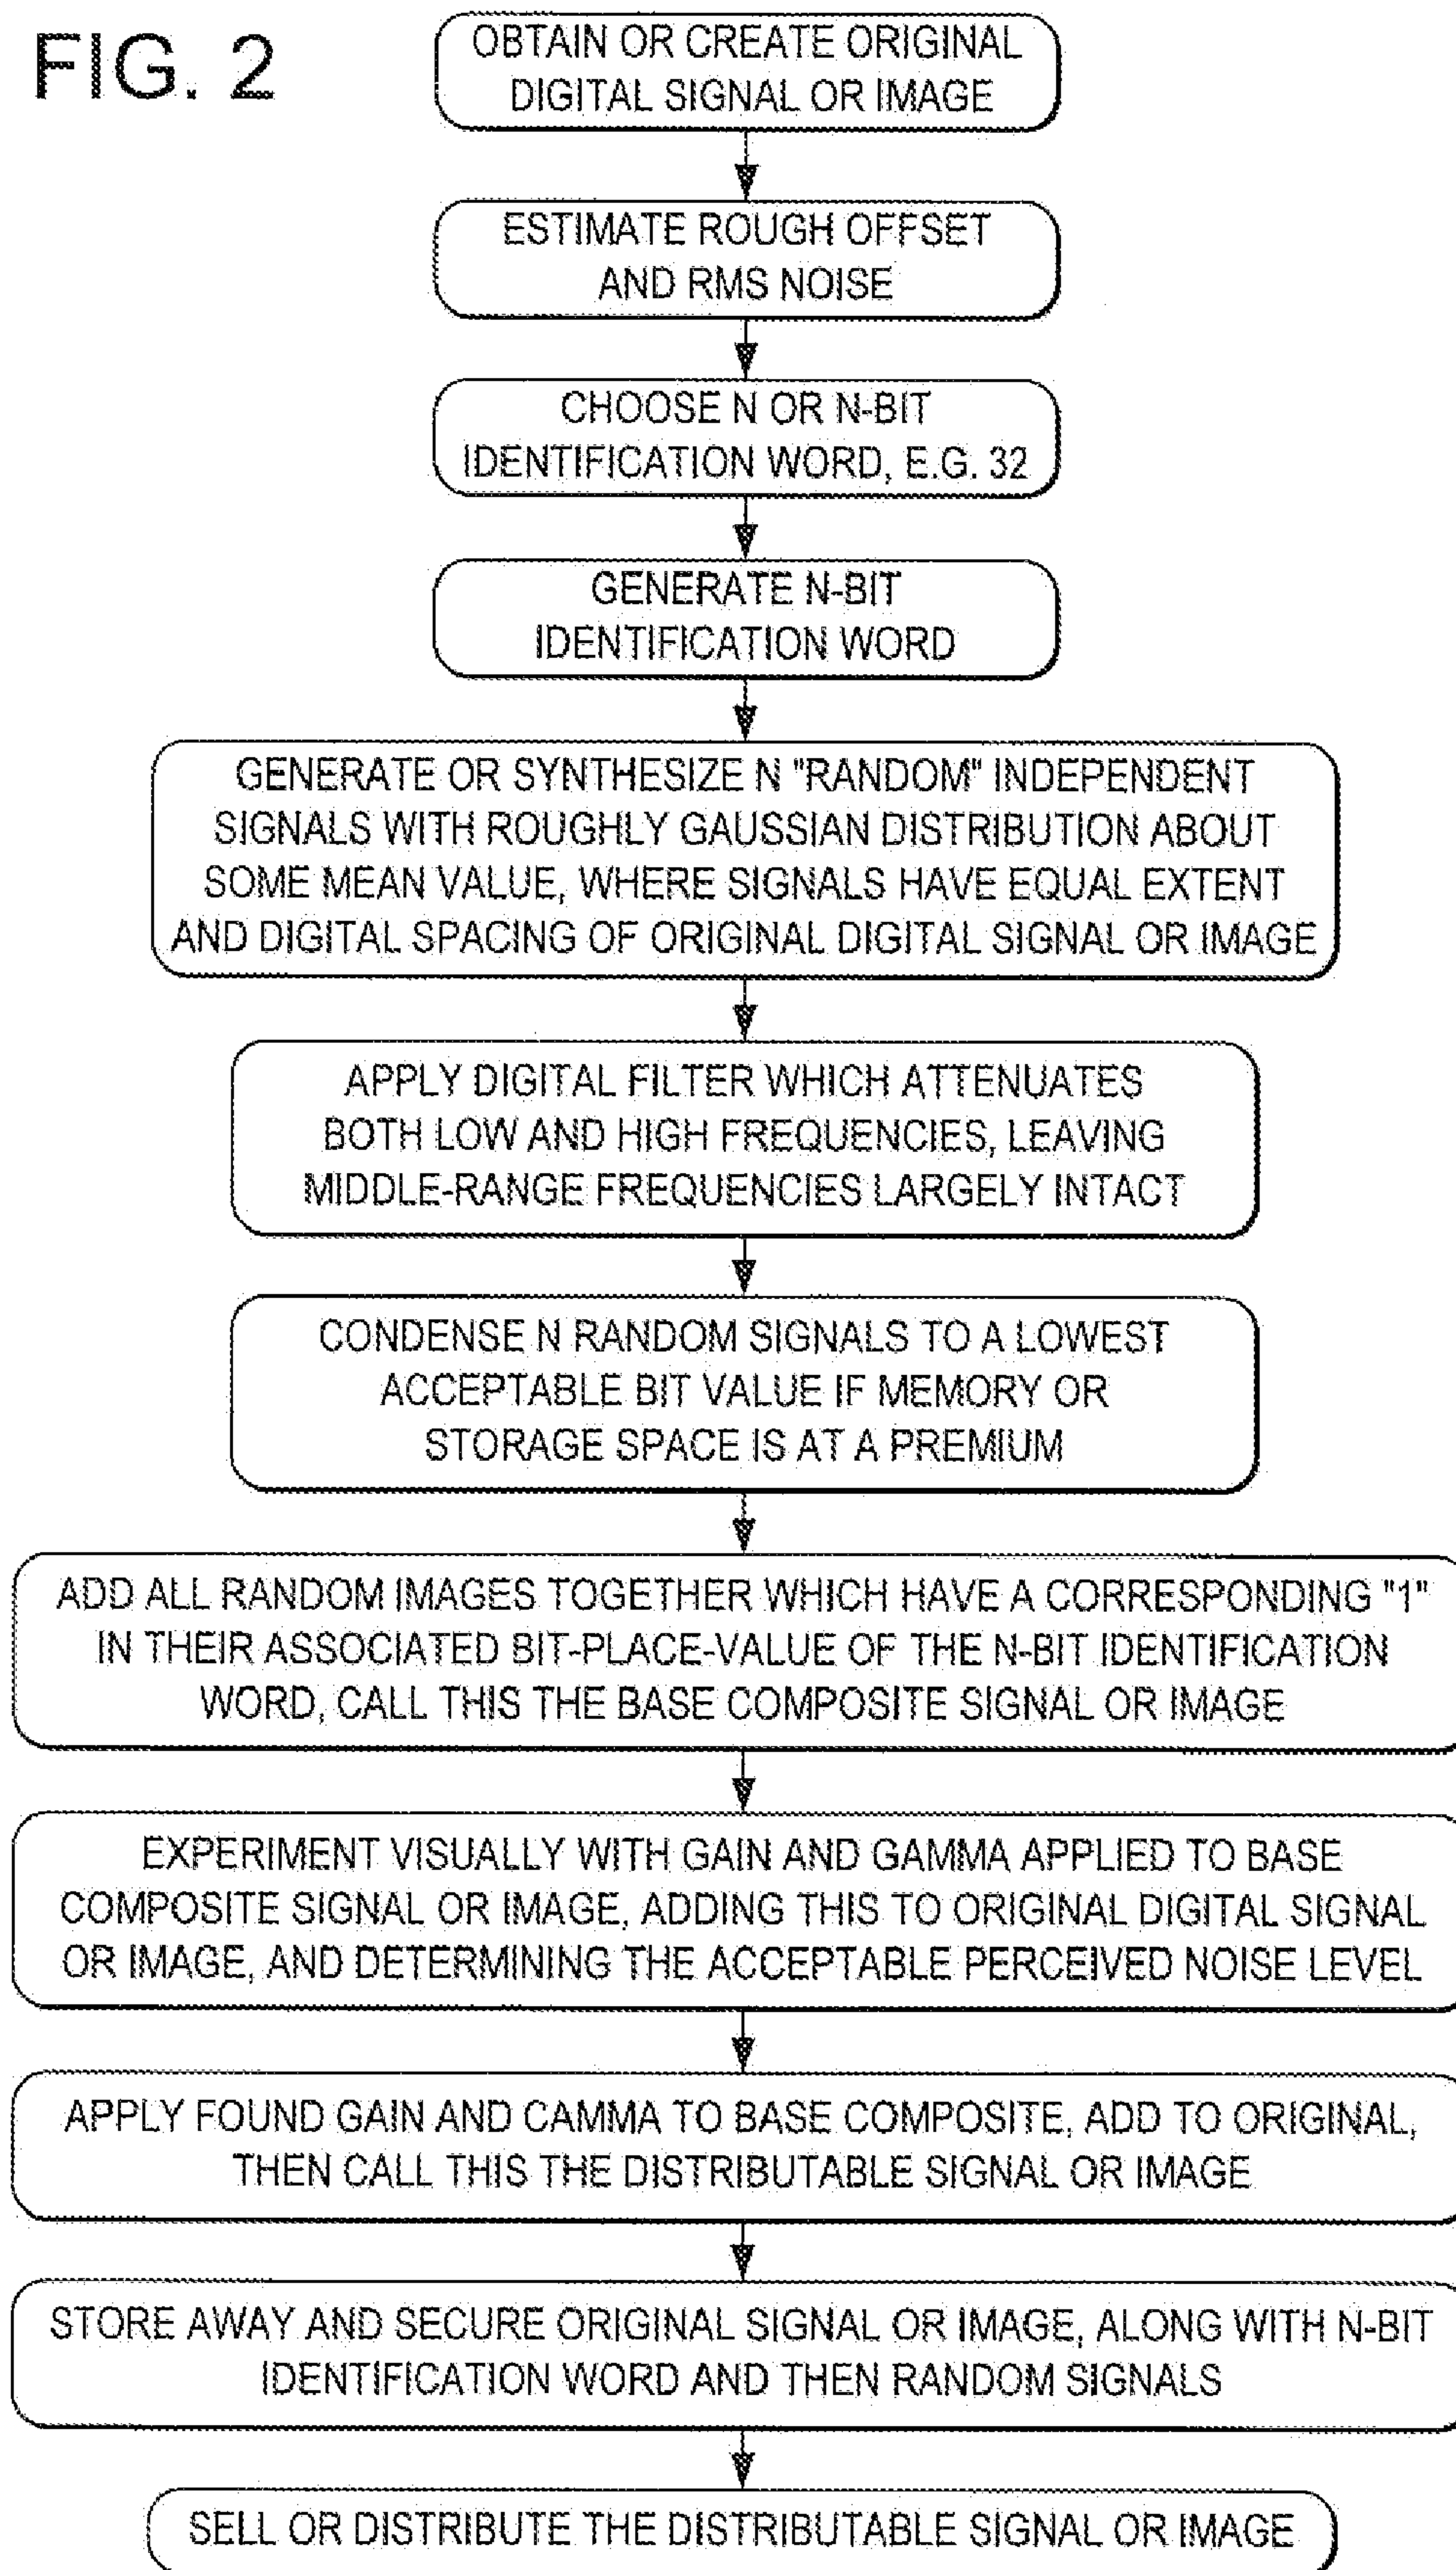 FIG. 2
OBTAIN OR CREATE ORIGINAL
DIGITAL SIGNAL OR IMAGE
ESTIMATE ROUGH OFFSET
AND RMS NOISE
CHOOSE N OR N-BIT
IDENTIFICATION WORD, E.G. 32
GENERATE N-BIT
IDENTIFICATION WORD
GENERATE OR SYNTHESIZE N "RANDOM" INDEPENDENT
SIGNALS WITH ROUGHLY GAUSSIAN DISTRIBUTION ABOUT
SOME MEAN VALUE, WHERE SIGNALS HAVE EQUAL EXTENT
AND DIGITAL SPACING OF ORIGINAL DIGITAL SIGNAL OR IMAGE
APPLY DIGITAL FILTER WHICH ATTENUATES
BOTH LOW AND HIGH FREQUENCIES, LEAVING
MIDDLE-RANGE FREQUENCIES LARGELY INTACT
CONDENSE N RANDOM SIGNALS TO A LOWEST
ACCEPTABLE BIT VALUE IF MEMORY OR
STORAGE SPACE IS AT A PREMIUM
ADD ALL RANDOM IMAGES TOGETHER WHICH HAVE A CORRESPONDING "1"
IN THEIR ASSOCIATED BIT-PLACE-VALUE OF THE N-BIT IDENTIFICATION
WORD, CALL THIS THE BASE COMPOSITE SIGNAL OR IMAGE
EXPERIMENT VISUALLY WITH GAIN AND GAMMA APPLIED TO BASE
COMPOSITE SIGNAL OR IMAGE, ADDING THIS TO ORIGINAL DIGITAL SIGNAL
OR IMAGE, AND DETERMINING THE ACCEPTABLE PERCEIVED NOISE LEVEL
APPLY FOUND GAIN AND CAMMA TO BASE COMPOSITE, ADD TO ORIGINAL,
THEN CALL THIS THE DISTRIBUTABLE SIGNAL OR IMAGE
STORE AWAY AND SECURE ORIGINAL SIGNAL OR IMAGE, ALONG WITH N-BIT
IDENTIFICATION WORD AND THEN RANDOM SIGNALS
SELL OR DISTRIBUTE THE DISTRIBUTABLE SIGNAL OR IMAGE